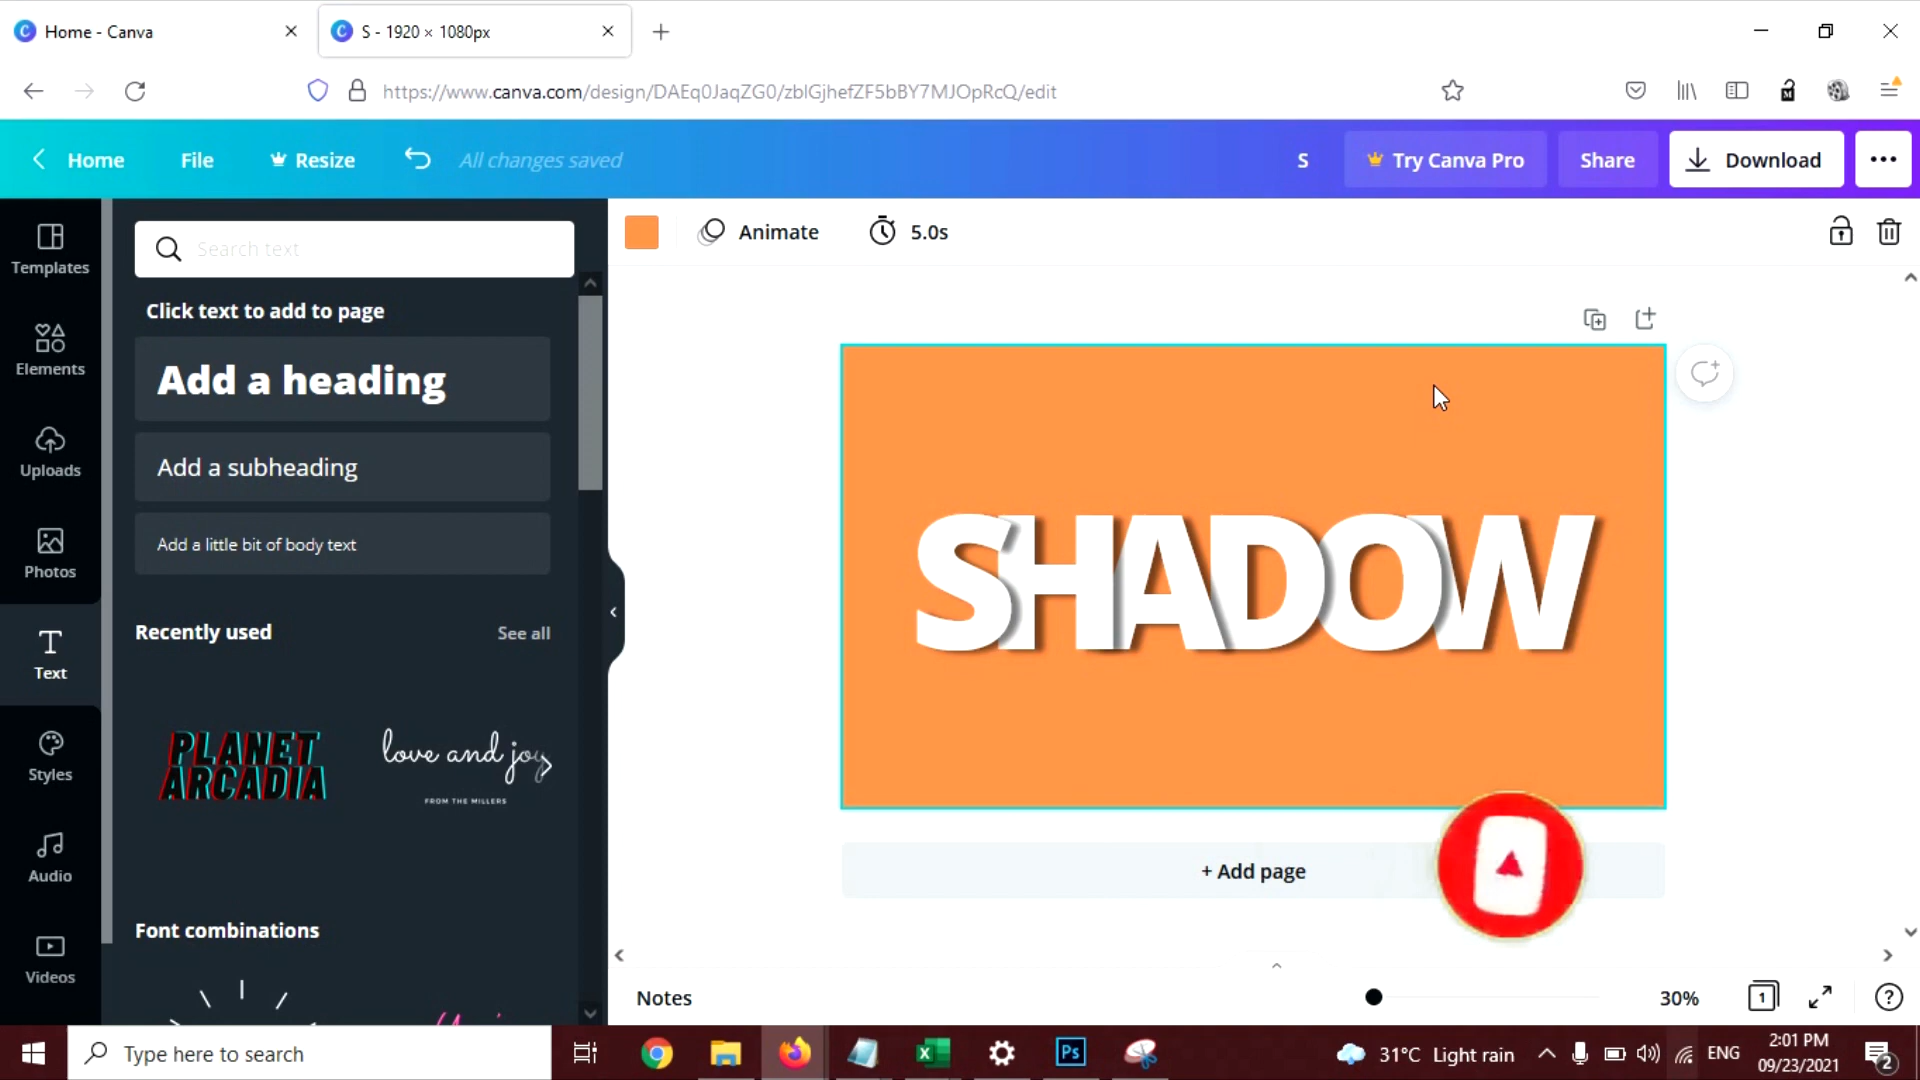 Home - Canva
S - 1920 × 1080px
https://www.canva.com/design/DAEq0JaqZG0/zblGjhefZF5bBY7MJOpRcQ/edit
Home
File
Resize
All changes saved
S
Try Canva Pro
Share
Download
Templates
Elements
Uploads
Photos
Text
Styles
Audio
Videos
Search text
Click text to add to page
Add a heading
Add a subheading
Add a little bit of body text
Recently used
See all
PLANET
ARCADIA
love and joy
FROM THE MILLERS
Font combinations
Animate
5.0s
SHADOW
+ Add page
Notes
30%
1
Type here to search
Ps
31°C Light rain
ENG
2:01 PM
09/23/2021
2